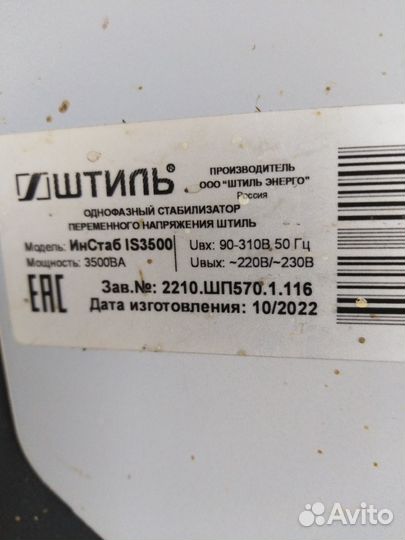 ШТИЛЬ®
ПРОИЗВОДИТЕЛЬ
ООО "ШТИЛЬ ЭНЕРГО"
Россия
ОДНОФАЗНЫЙ СТАБИЛИЗАТОР
ПЕРЕМЕННОГО НАПРЯЖЕНИЯ ШТИЛЬ
Модель: ИнСтаб IS3500
Мощность: 3500ВА
Uвх: 90-310В 50 Гц
Uвых: ~220В/~230В
EAC
Зав.№: 2210.ШП570.1.116
Дата изготовления: 10/2022
Avito